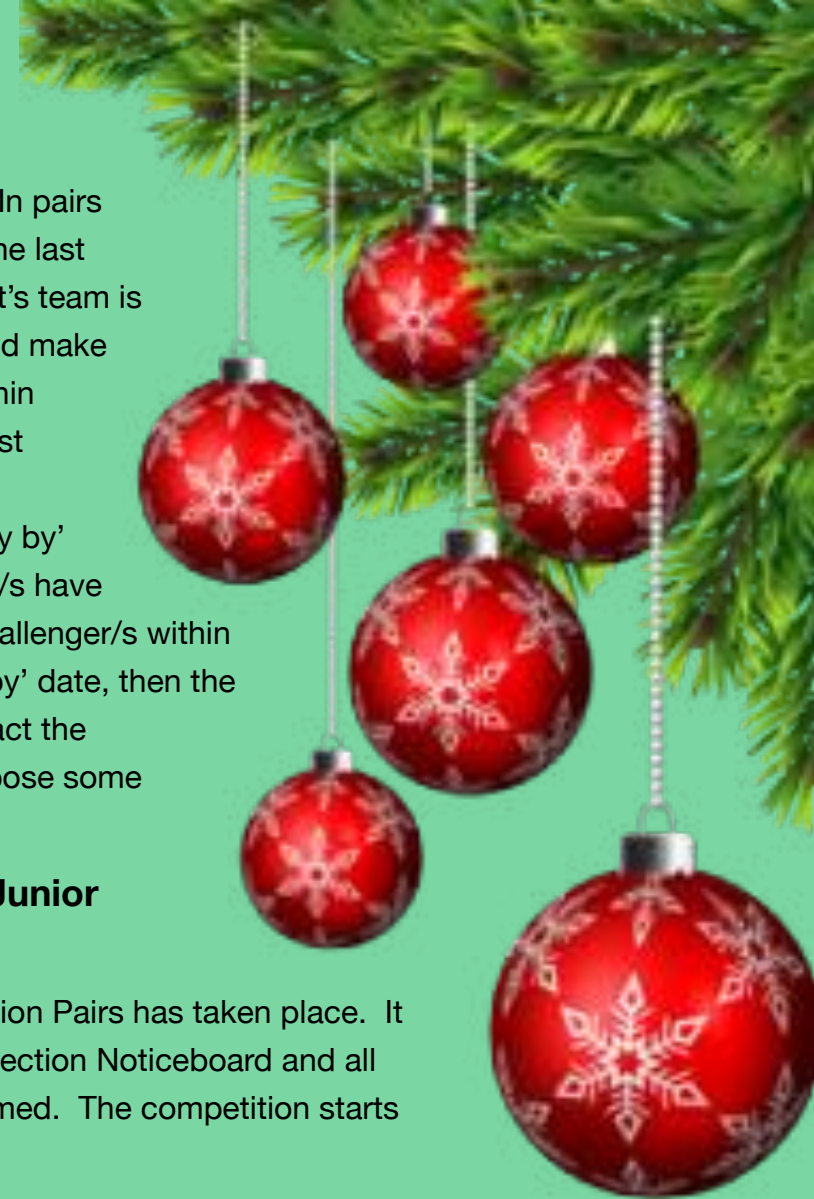 In pairs
he last
t’s team is
d make
hin
st
y by’
/s have
allenger/s within
by’ date, then the
act the
pose some
Junior
ion Pairs has taken place.  It
ection Noticeboard and all
med.  The competition starts